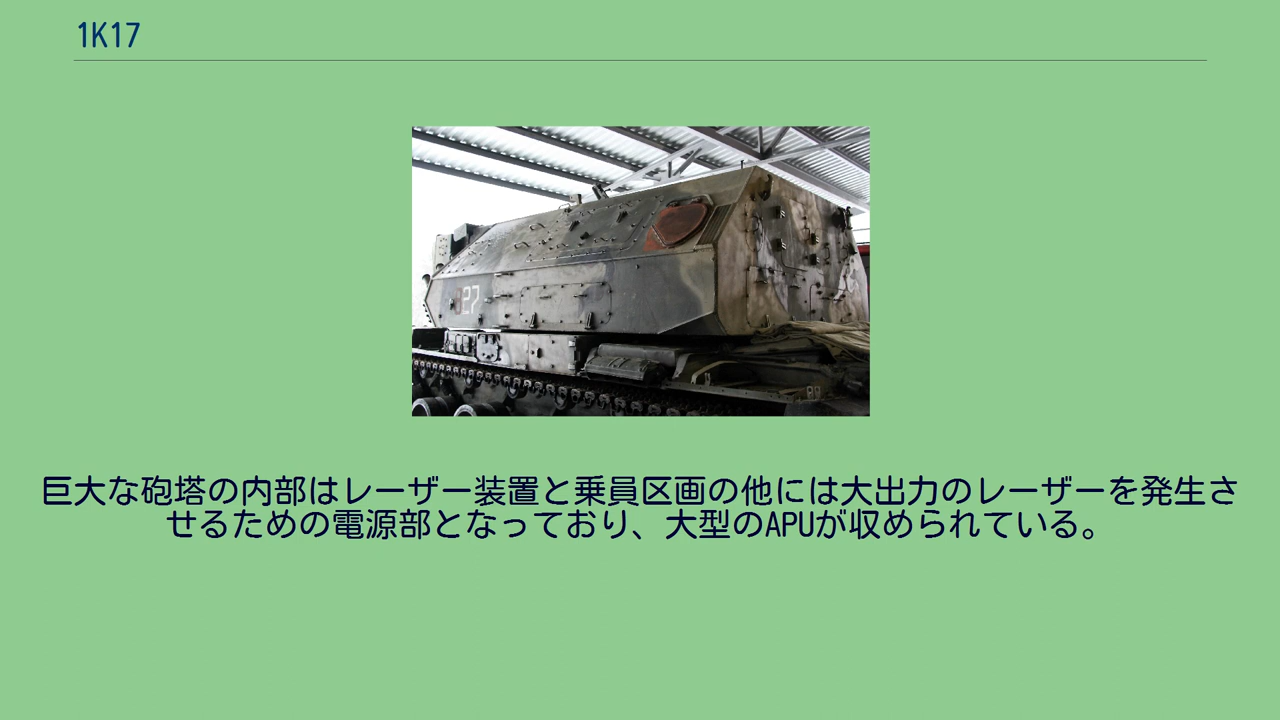 1K17
27
巨大な砲塔の内部はレーザー装置と乗員区画の他には大出力のレーザーを発生さ
せるための電源部となっており、大型のAPUが収められている。